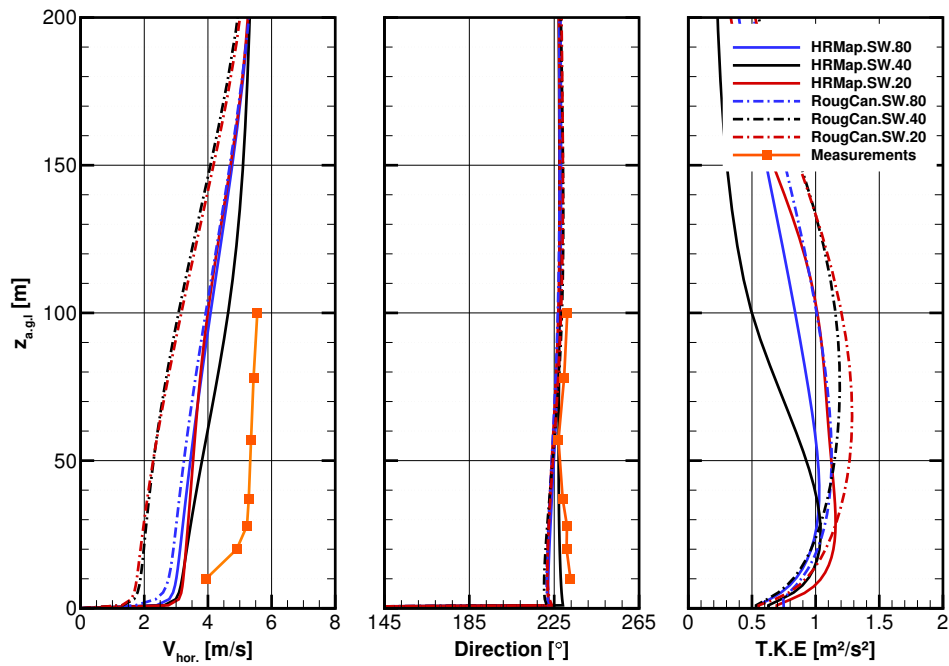 200
150
100
50
0
z_a.g.l [m]
0 2 4 6 8
V_hor. [m/s]
145 185 225 265
Direction [°]
HRMap.SW.80
HRMap.SW.40
HRMap.SW.20
RougCan.SW.80
RougCan.SW.40
RougCan.SW.20
Measurements
0 0.5 1 1.5 2
T.K.E [m²/s²]